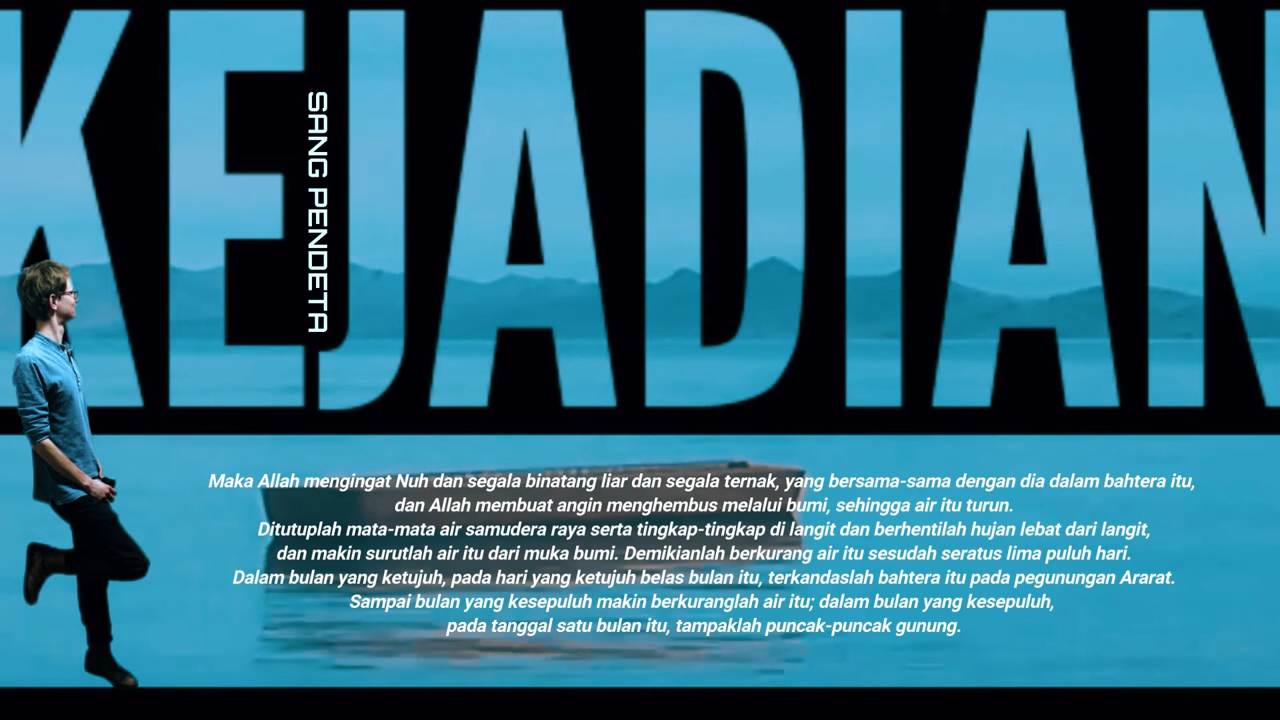 KEJADIAN
SANG PENDETA
Maka Allah mengingat Nuh dan segala binatang liar dan segala ternak, yang bersama-sama dengan dia dalam bahtera itu,
dan Allah membuat angin menghembus melalui bumi, sehingga air itu turun.
Ditutuplah mata-mata air samudera raya serta tingkap-tingkap di langit dan berhentilah hujan lebat dari langit,
dan makin surutlah air itu dari muka bumi. Demikianlah berkurang air itu sesudah seratus lima puluh hari.
Dalam bulan yang ketujuh, pada hari yang ketujuh belas bulan itu, terkandaslah bahtera itu pada pegunungan Ararat.
Sampai bulan yang kesepuluh makin berkuranglah air itu; dalam bulan yang kesepuluh,
pada tanggal satu bulan itu, tampaklah puncak-puncak gunung.